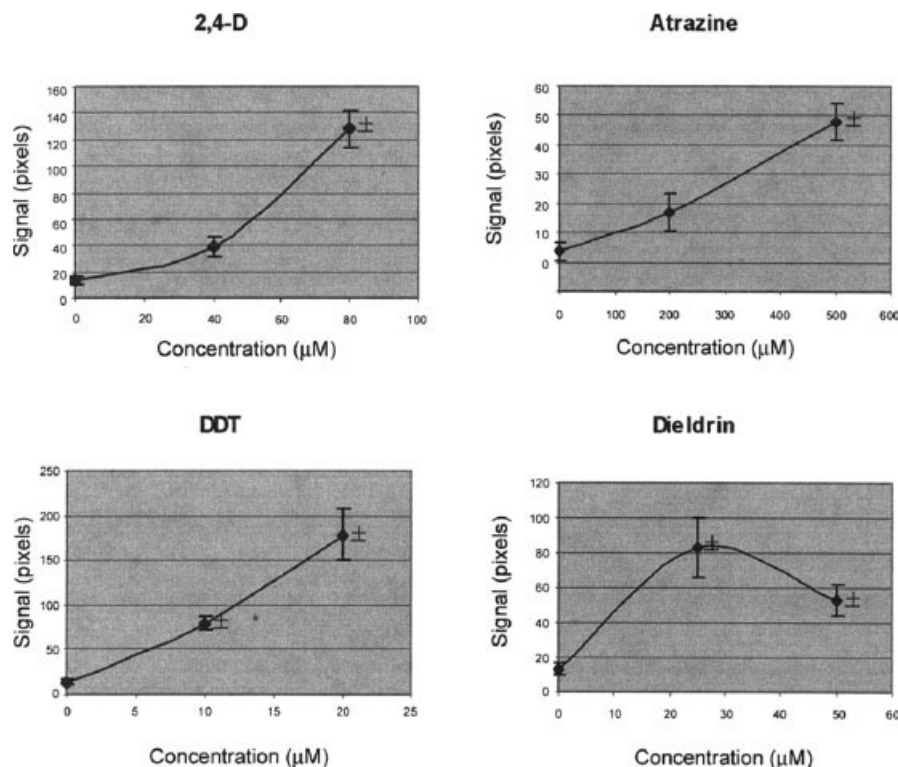 2,4-D
Signal (pixels)
160
140
120
100
80
60
40
20
0
0 20 40 60 80 100
Concentration (μM)
‡
Atrazine
Signal (pixels)
60
50
40
30
20
10
0
0 100 200 300 400 500 600
Concentration (μM)
‡
DDT
Signal (pixels)
250
200
150
100
50
0
0 5 10 15 20 25
Concentration (μM)
‡
‡
Dieldrin
Signal (pixels)
120
100
80
60
40
20
0
0 10 20 30 40 50 60
Concentration (μM)
‡
‡